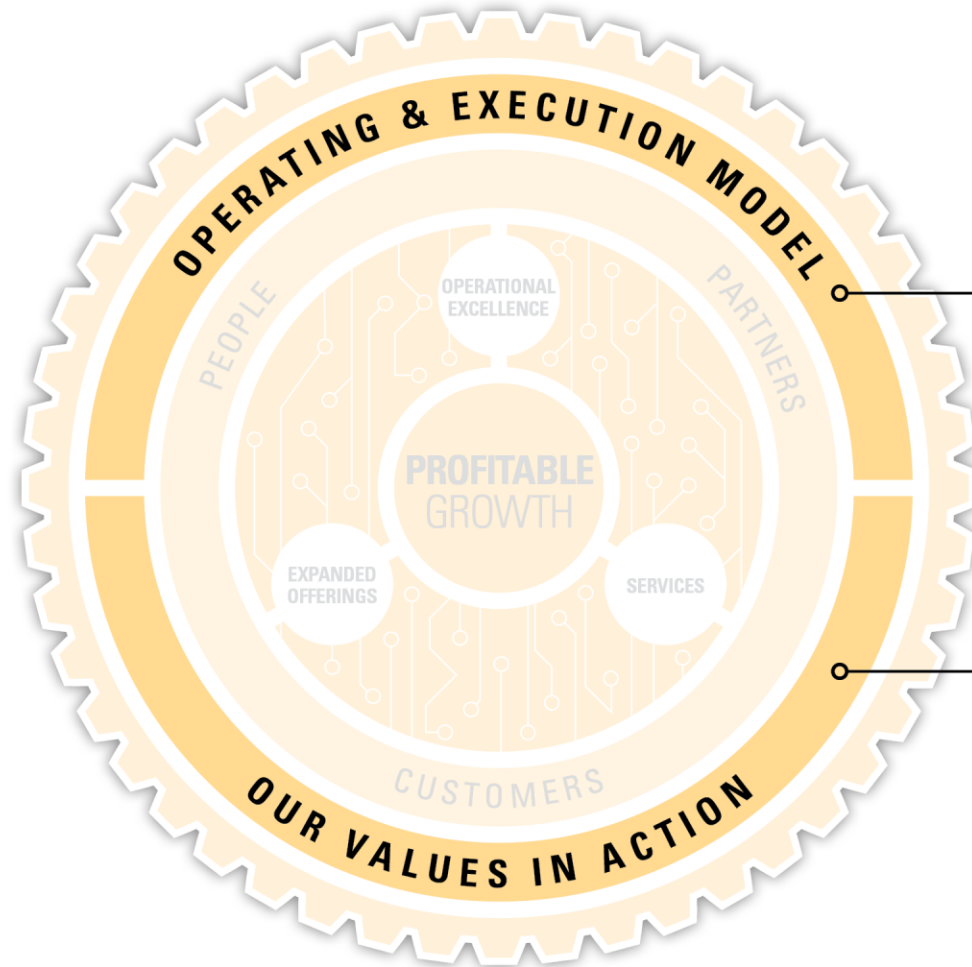 OPERATING & EXECUTION MODEL
PEOPLE
PARTNERS
OPERATIONAL
EXCELLENCE
PROFITABLE
GROWTH
EXPANDED
OFFERINGS
SERVICES
CUSTOMERS
OUR VALUES IN ACTION